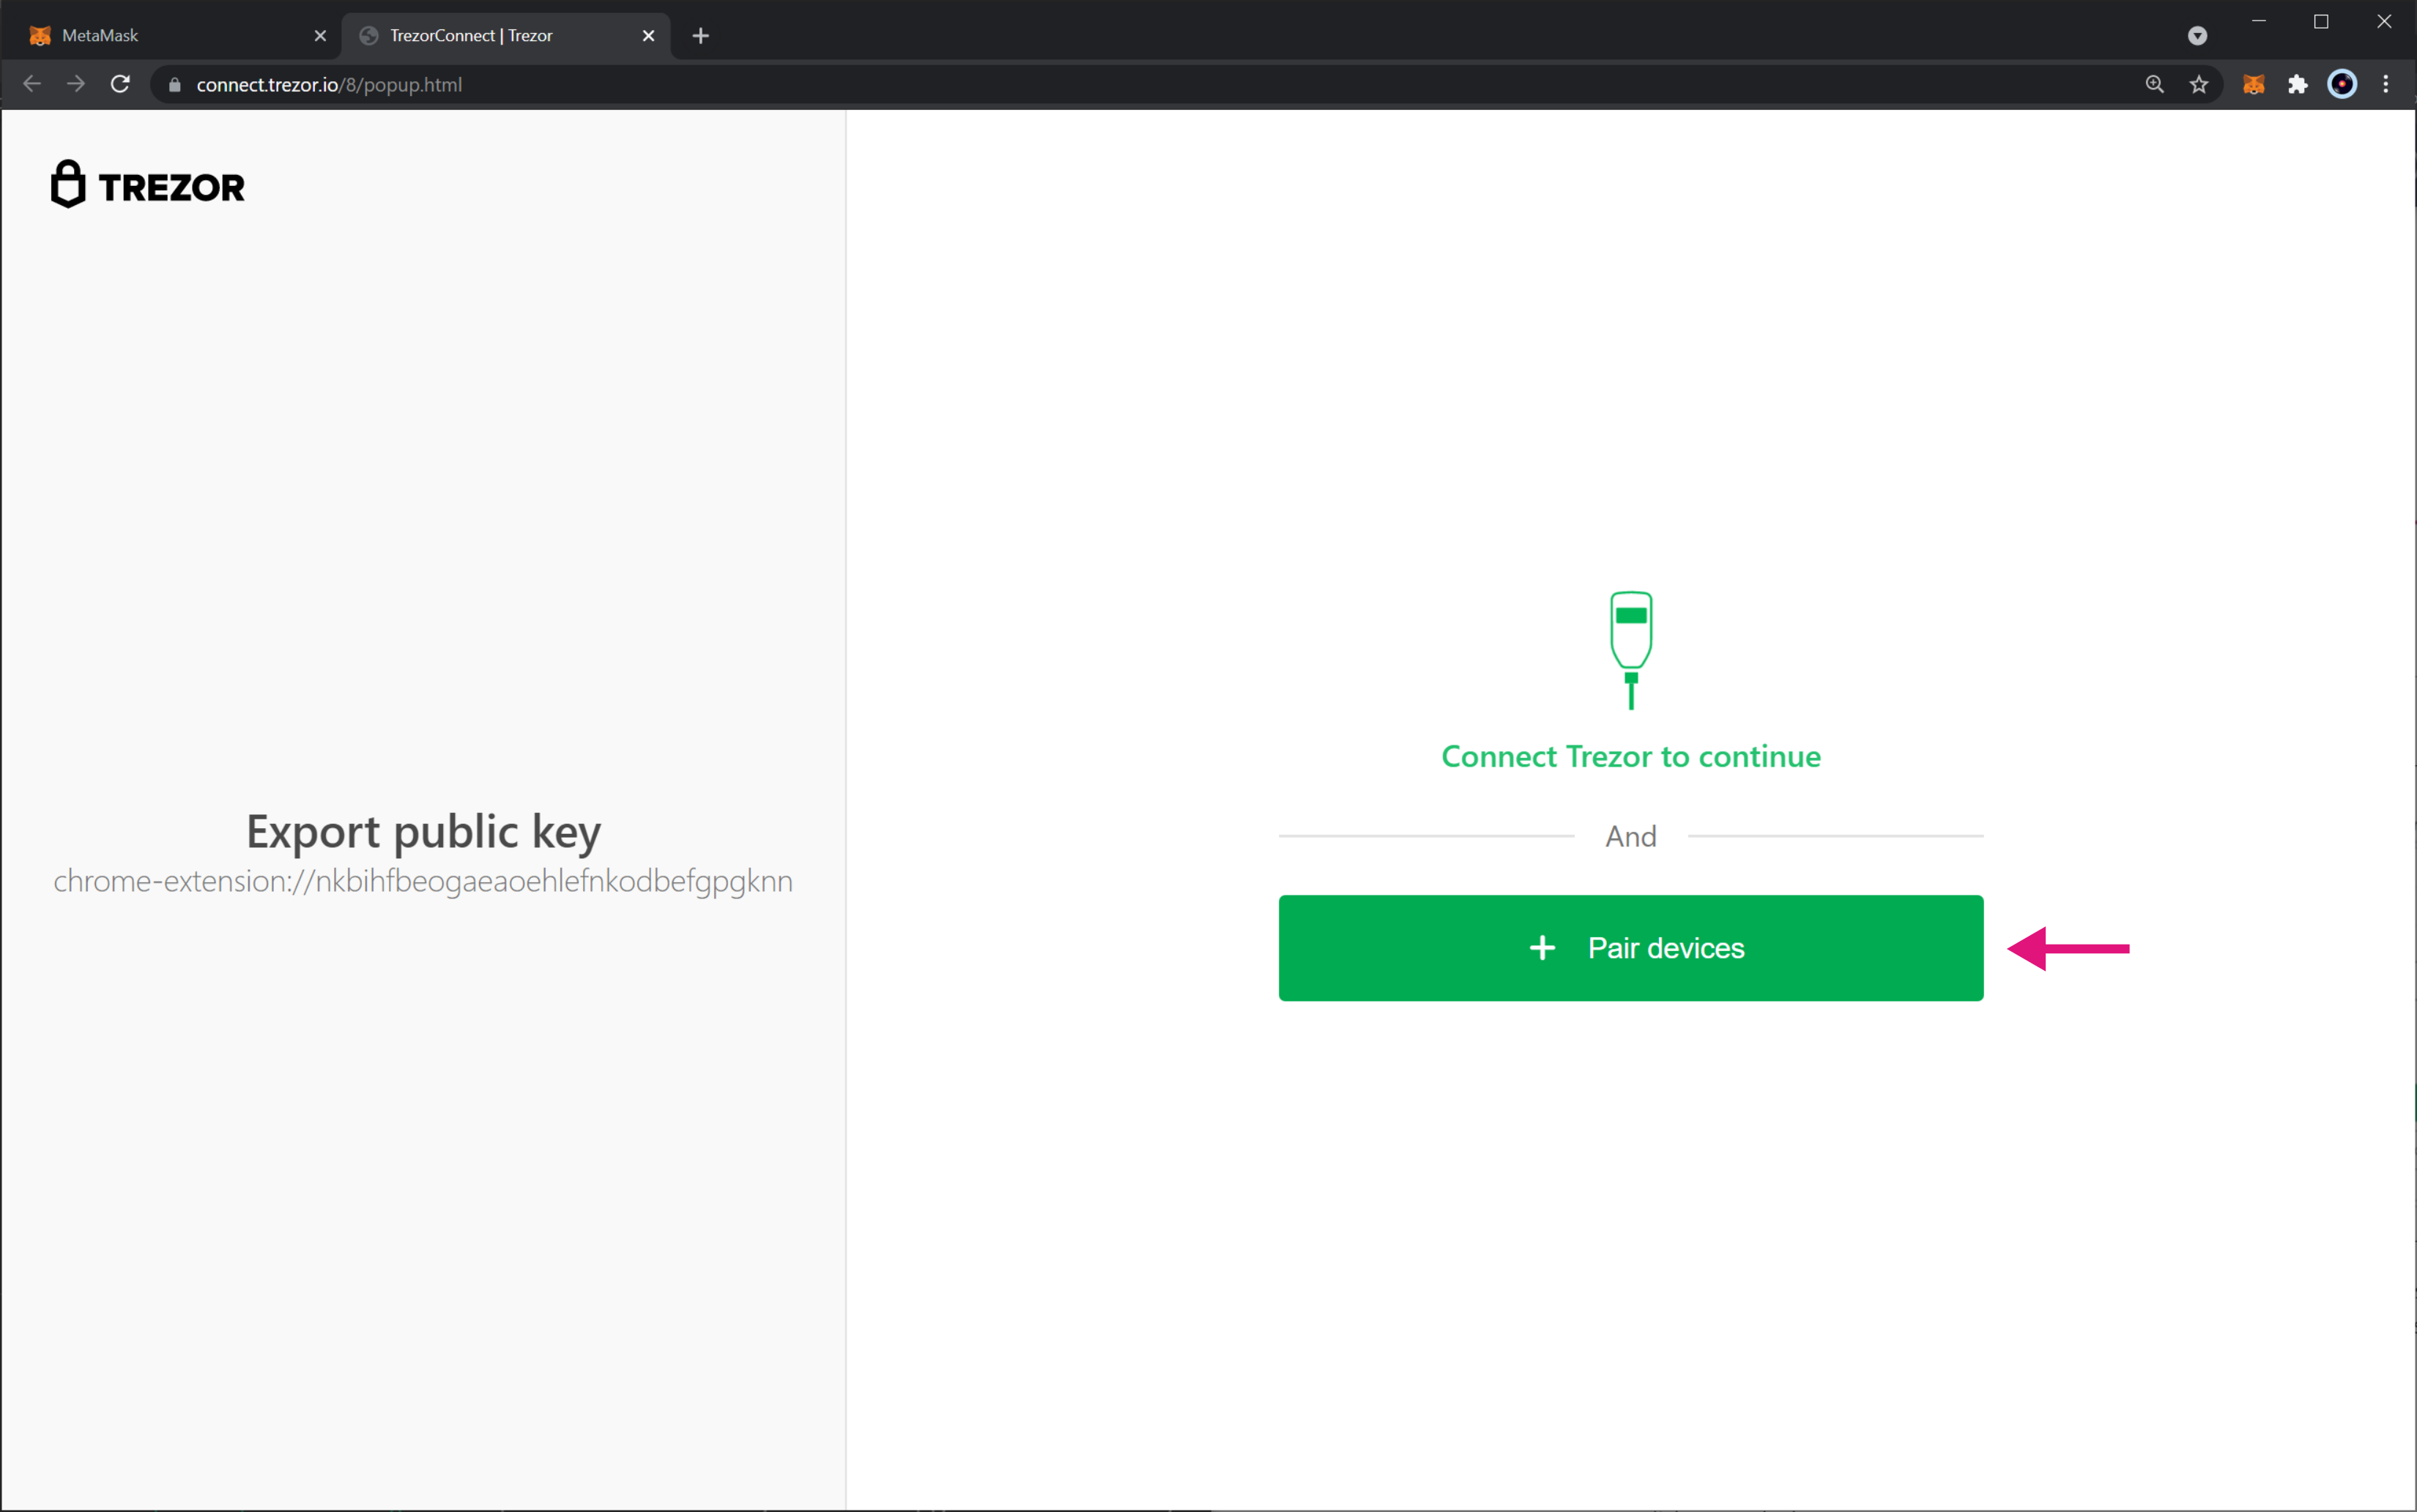 MetaMask
TrezorConnect | Trezor
connect.trezor.io/8/popup.html
TREZOR
Export public key
chrome-extension://nkbihfbeogaeaoehlefnkodbefgpgknn
Connect Trezor to continue
And
Pair devices